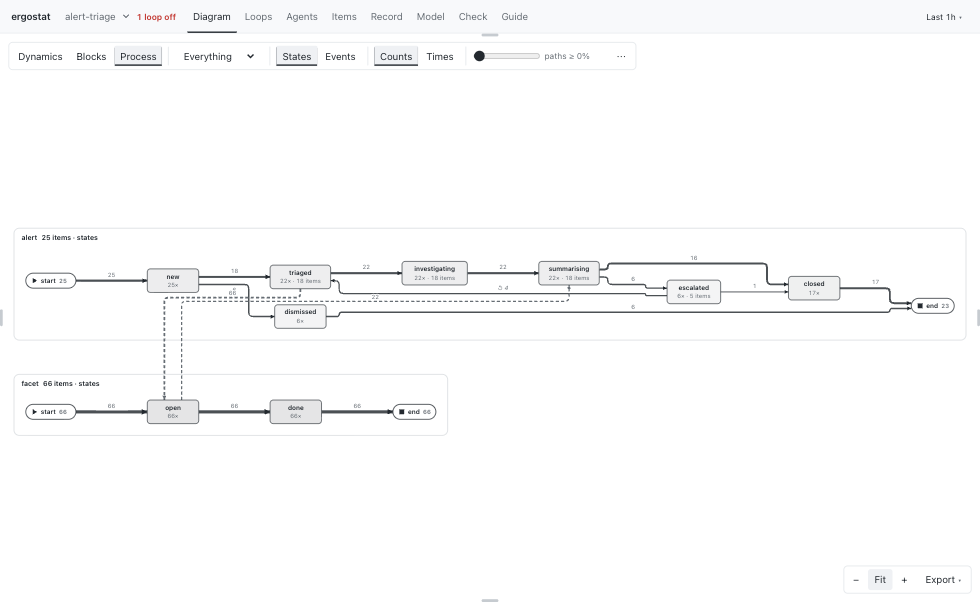 ergostat alert-triage 1 loop off Diagram Loops Agents Items Record Model Check Guide Last 1h
Dynamics Blocks Process Everything States Events Counts Times paths ≥ 0% ...
alert 25 items · states
start 25
25
new
25×
18
66
triaged
22× · 18 items
22
investigating
22× · 18 items
22
summarising
22× · 18 items
16
6
escalated
6× · 5 items
1
closed
17×
17
end 23
4
22
dismissed
6×
6
facet 66 items · states
start 66
66
open
66×
66
done
66×
66
end 66
− Fit + Export